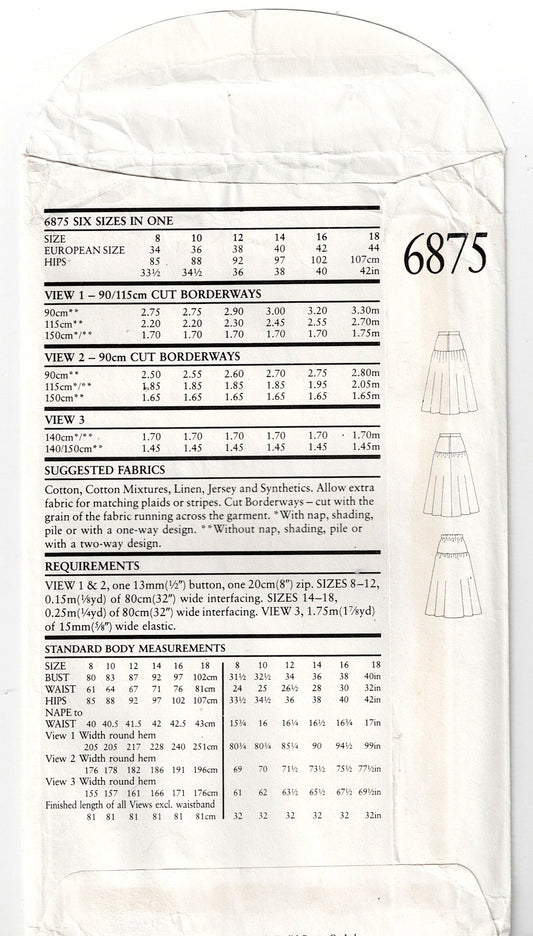 6875 SIX SIZES IN ONE
SIZE 8 10 12 14 16 18
EUROPEAN SIZE 34 36 38 40 42 44
HIPS 85 88 92 97 102 107cm
33½ 34½ 36 38 40 42in
6875
VIEW 1 – 90/115cm CUT BORDERWAYS
90cm** 2.75 2.75 2.90 3.00 3.20 3.30m
115cm** 2.20 2.20 2.30 2.45 2.55 2.70m
150cm*/** 1.70 1.70 1.70 1.70 1.70 1.75m
VIEW 2 – 90cm CUT BORDERWAYS
90cm** 2.50 2.55 2.60 2.70 2.75 2.80m
115cm*/** 1.85 1.85 1.85 1.85 1.95 2.05m
150cm** 1.65 1.65 1.65 1.65 1.65 1.65m
VIEW 3
140cm*/** 1.70 1.70 1.70 1.70 1.70 1.70m
140/150cm** 1.45 1.45 1.45 1.45 1.45 1.45m
SUGGESTED FABRICS
Cotton, Cotton Mixtures, Linen, Jersey and Synthetics. Allow extra
fabric for matching plaids or stripes. Cut Borderways – cut with the
grain of the fabric running across the garment. *With nap, shading,
pile or with a one-way design. **Without nap, shading, pile or
with a two-way design.
REQUIREMENTS
VIEW 1 & 2, one 13mm(½") button, one 20cm(8") zip. SIZES 8–12,
0.15m(⅛yd) of 80cm(32") wide interfacing. SIZES 14–18,
0.25m(¼yd) of 80cm(32") wide interfacing. VIEW 3, 1.75m(1⅞yd)
of 15mm(⅝") wide elastic.
STANDARD BODY MEASUREMENTS
SIZE 8 10 12 14 16 18 8 10 12 14 16 18
BUST 80 83 87 92 97 102cm 31½ 32½ 34 36 38 40in
WAIST 61 64 67 71 76 81cm 24 25 26½ 28 30 32in
HIPS 85 88 92 97 102 107cm 33½ 34½ 36 38 40 42in
NAPE to
WAIST 40 40.5 41.5 42 42.5 43cm 15¾ 16 16¼ 16½ 16¾ 17in
View 1 Width round hem
205 205 217 228 240 251cm 80¾ 80¾ 85¼ 90 94½ 99in
View 2 Width round hem
176 178 182 186 191 196cm 69 70 71½ 73½ 75½ 77½in
View 3 Width round hem
155 157 161 166 171 176cm 61 62 63½ 65½ 67½ 69½in
Finished length of all Views excl. waistband
81 81 81 81 81 81cm 32 32 32 32 32 32in